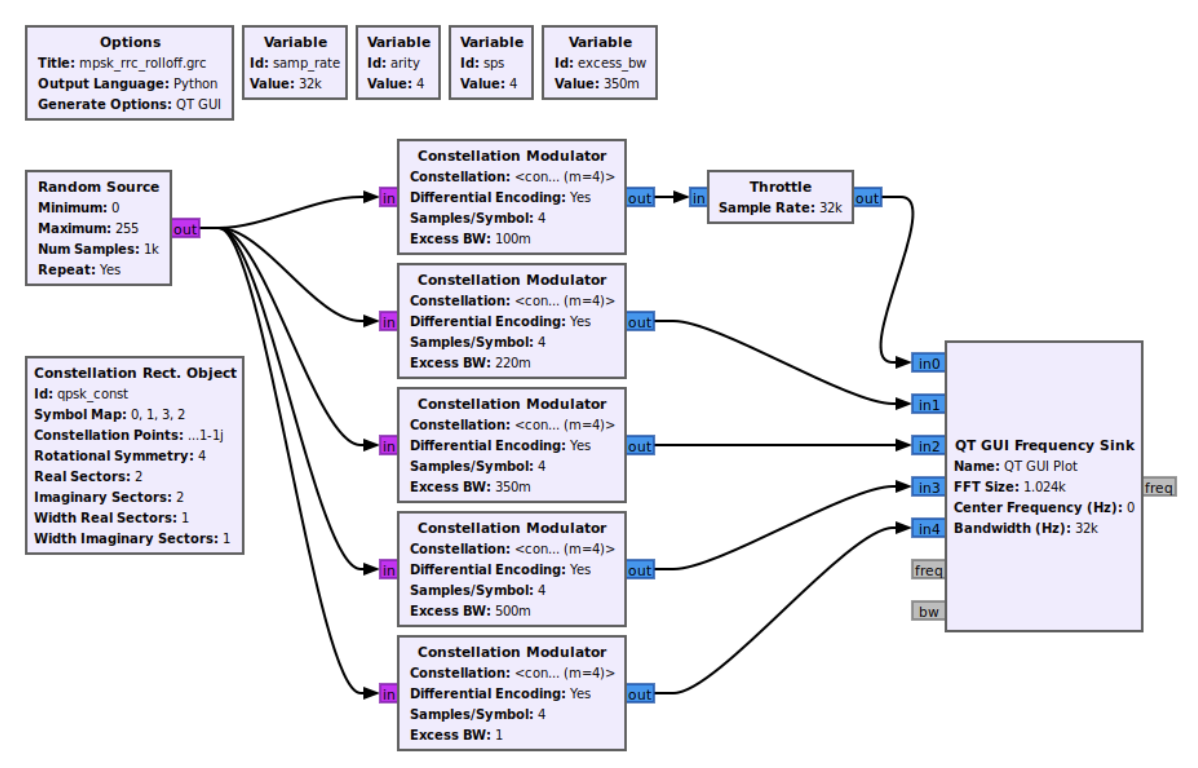 Options
Title: mpsk_rrc_rolloff.grc
Output Language: Python
Generate Options: QT GUI
Variable
Id: samp_rate
Value: 32k
Variable
Id: arity
Value: 4
Variable
Id: sps
Value: 4
Variable
Id: excess_bw
Value: 350m
Random Source
Minimum: 0
Maximum: 255
Num Samples: 1k
Repeat: Yes
out
Constellation Rect. Object
Id: qpsk_const
Symbol Map: 0, 1, 3, 2
Constellation Points: ...1-1j
Rotational Symmetry: 4
Real Sectors: 2
Imaginary Sectors: 2
Width Real Sectors: 1
Width Imaginary Sectors: 1
in
Constellation Modulator
Constellation: <con... (m=4)>
Differential Encoding: Yes
Samples/Symbol: 4
Excess BW: 100m
out
in
Constellation Modulator
Constellation: <con... (m=4)>
Differential Encoding: Yes
Samples/Symbol: 4
Excess BW: 220m
out
in
Constellation Modulator
Constellation: <con... (m=4)>
Differential Encoding: Yes
Samples/Symbol: 4
Excess BW: 350m
out
in
Constellation Modulator
Constellation: <con... (m=4)>
Differential Encoding: Yes
Samples/Symbol: 4
Excess BW: 500m
out
in
Constellation Modulator
Constellation: <con... (m=4)>
Differential Encoding: Yes
Samples/Symbol: 4
Excess BW: 1
out
in
Throttle
Sample Rate: 32k
out
in0
in1
in2
in3
in4
freq
bw
QT GUI Frequency Sink
Name: QT GUI Plot
FFT Size: 1.024k
Center Frequency (Hz): 0
Bandwidth (Hz): 32k
freq